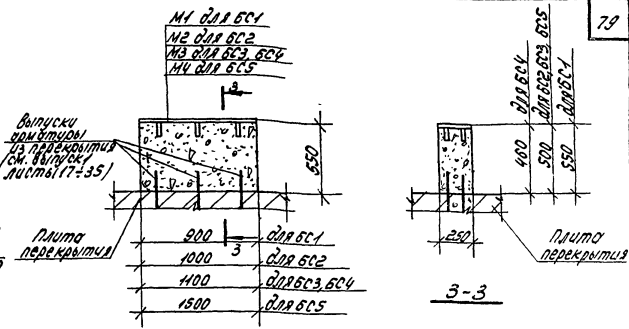 79
М1 для БС1
М2 для БС2
М3 для БС3, БС4
М4 для БС5
3
Выпуски
арматуры
из перекрытия
см. выпуск 1
листы (17÷35)
550
Плита
перекрытия
3
900 для БС1
1000 для БС2
1100 для БС3, БС4
1500 для БС5
460 для БС4
500 для БС2, БС3, БС5
550 для БС1
250
Плита
перекрытия
3-3